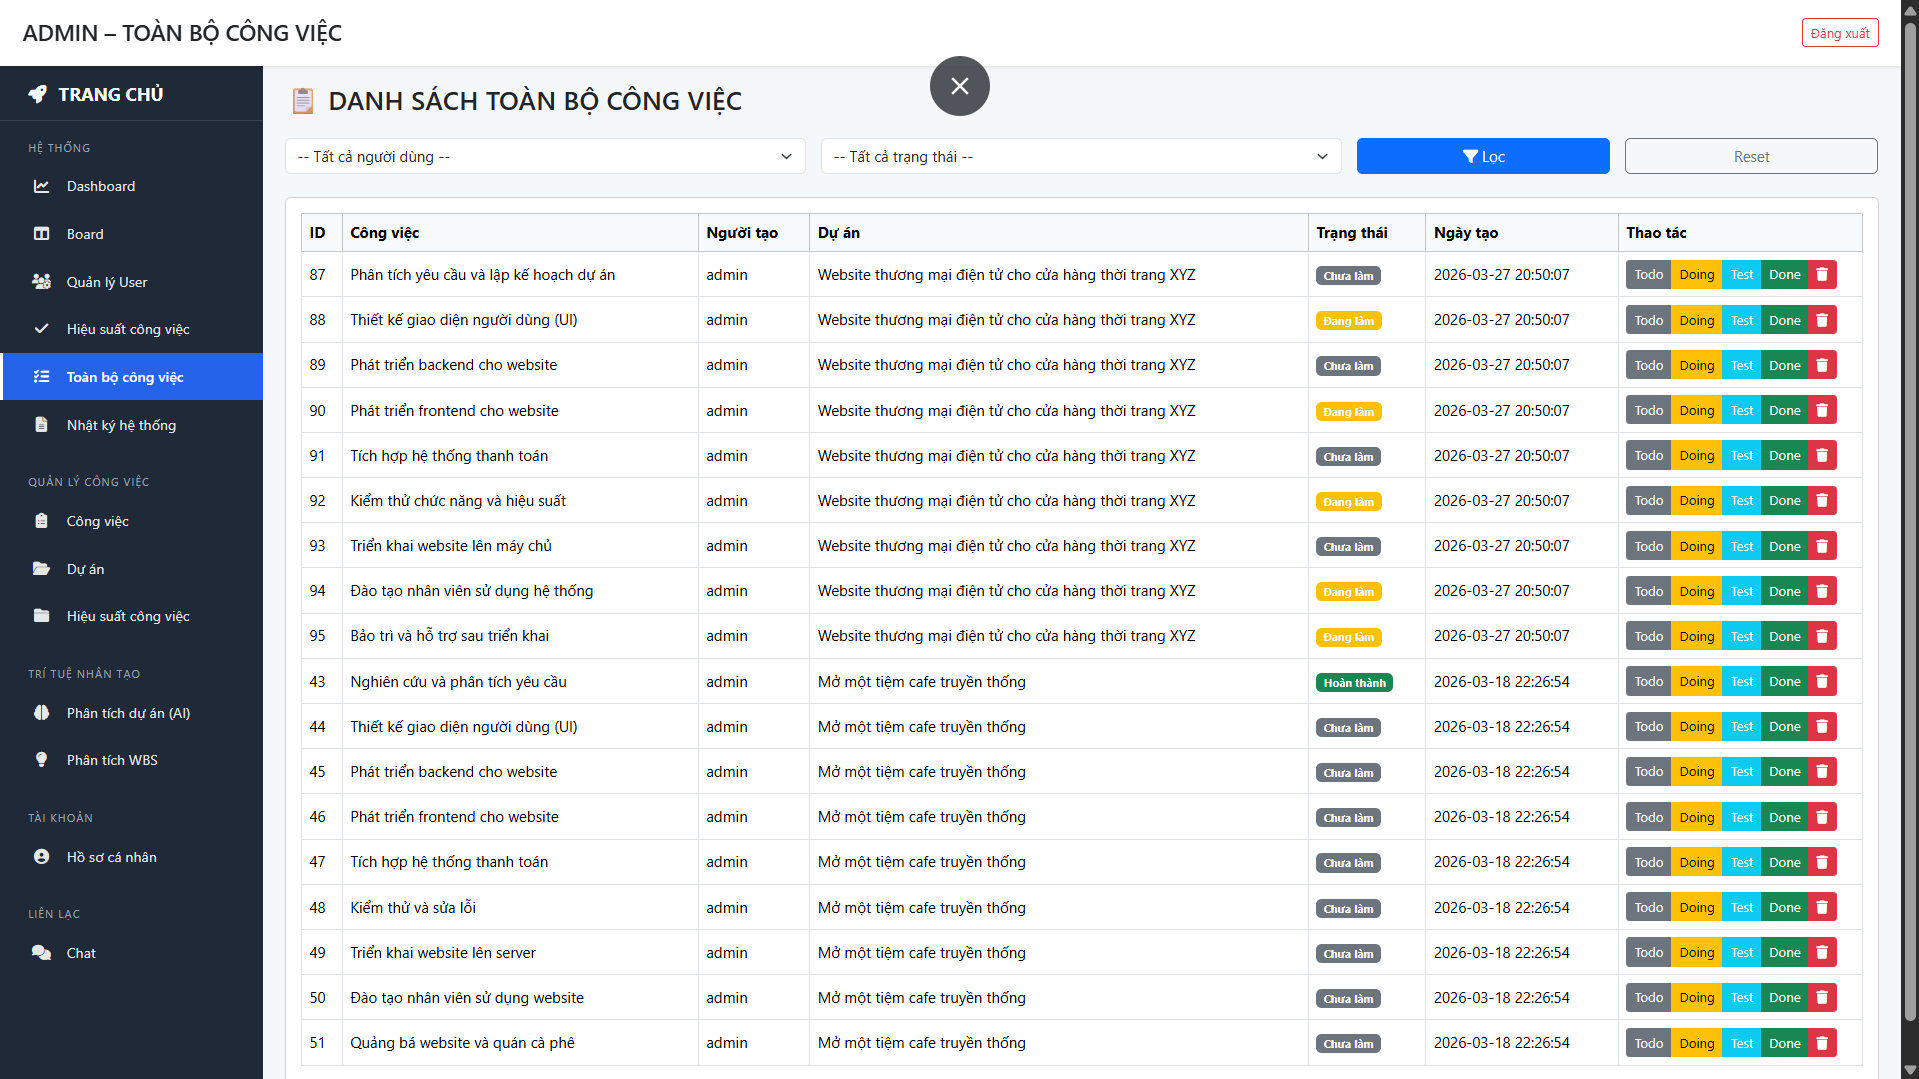 ADMIN – TOÀN BỘ CÔNG VIỆC
Đăng xuất
TRANG CHỦ
HỆ THỐNG
Dashboard
Board
Quản lý User
Hiệu suất công việc
Toàn bộ công việc
Nhật ký hệ thống
QUẢN LÝ CÔNG VIỆC
Công việc
Dự án
Hiệu suất công việc
TRÍ TUỆ NHÂN TẠO
Phân tích dự án (AI)
Phân tích WBS
TÀI KHOẢN
Hồ sơ cá nhân
LIÊN LẠC
Chat
DANH SÁCH TOÀN BỘ CÔNG VIỆC
-- Tất cả người dùng -- -- Tất cả trạng thái -- Lọc Reset
ID Công việc Người tạo Dự án Trạng thái Ngày tạo Thao tác
87 Phân tích yêu cầu và lập kế hoạch dự án admin Website thương mại điện tử cho cửa hàng thời trang XYZ Chưa làm 2026-03-27 20:50:07 Todo Doing Test Done
88 Thiết kế giao diện người dùng (UI) admin Website thương mại điện tử cho cửa hàng thời trang XYZ Đang làm 2026-03-27 20:50:07 Todo Doing Test Done
89 Phát triển backend cho website admin Website thương mại điện tử cho cửa hàng thời trang XYZ Chưa làm 2026-03-27 20:50:07 Todo Doing Test Done
90 Phát triển frontend cho website admin Website thương mại điện tử cho cửa hàng thời trang XYZ Đang làm 2026-03-27 20:50:07 Todo Doing Test Done
91 Tích hợp hệ thống thanh toán admin Website thương mại điện tử cho cửa hàng thời trang XYZ Chưa làm 2026-03-27 20:50:07 Todo Doing Test Done
92 Kiểm thử chức năng và hiệu suất admin Website thương mại điện tử cho cửa hàng thời trang XYZ Đang làm 2026-03-27 20:50:07 Todo Doing Test Done
93 Triển khai website lên máy chủ admin Website thương mại điện tử cho cửa hàng thời trang XYZ Chưa làm 2026-03-27 20:50:07 Todo Doing Test Done
94 Đào tạo nhân viên sử dụng hệ thống admin Website thương mại điện tử cho cửa hàng thời trang XYZ Đang làm 2026-03-27 20:50:07 Todo Doing Test Done
95 Bảo trì và hỗ trợ sau triển khai admin Website thương mại điện tử cho cửa hàng thời trang XYZ Đang làm 2026-03-27 20:50:07 Todo Doing Test Done
43 Nghiên cứu và phân tích yêu cầu admin Mở một tiệm cafe truyền thống Hoàn thành 2026-03-18 22:26:54 Todo Doing Test Done
44 Thiết kế giao diện người dùng (UI) admin Mở một tiệm cafe truyền thống Chưa làm 2026-03-18 22:26:54 Todo Doing Test Done
45 Phát triển backend cho website admin Mở một tiệm cafe truyền thống Chưa làm 2026-03-18 22:26:54 Todo Doing Test Done
46 Phát triển frontend cho website admin Mở một tiệm cafe truyền thống Chưa làm 2026-03-18 22:26:54 Todo Doing Test Done
47 Tích hợp hệ thống thanh toán admin Mở một tiệm cafe truyền thống Chưa làm 2026-03-18 22:26:54 Todo Doing Test Done
48 Kiểm thử và sửa lỗi admin Mở một tiệm cafe truyền thống Chưa làm 2026-03-18 22:26:54 Todo Doing Test Done
49 Triển khai website lên server admin Mở một tiệm cafe truyền thống Chưa làm 2026-03-18 22:26:54 Todo Doing Test Done
50 Đào tạo nhân viên sử dụng website admin Mở một tiệm cafe truyền thống Chưa làm 2026-03-18 22:26:54 Todo Doing Test Done
51 Quảng bá website và quán cà phê admin Mở một tiệm cafe truyền thống Chưa làm 2026-03-18 22:26:54 Todo Doing Test Done